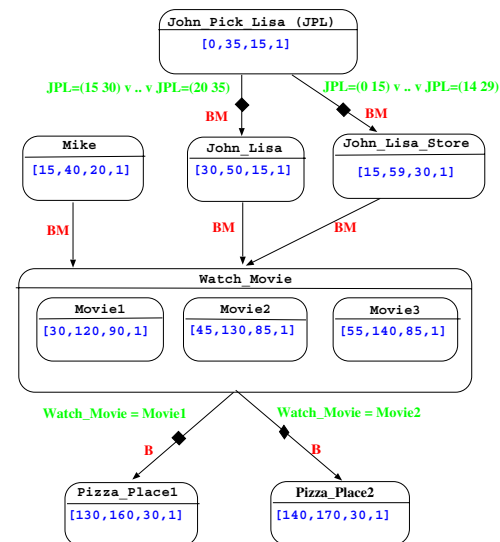 John_Pick_Lisa (JPL)
[0,35,15,1]
JPL=(15 30) v .. v JPL=(20 35)
JPL=(0 15) v .. v JPL=(14 29)
BM
BM
Mike
[15,40,20,1]
John_Lisa
[30,50,15,1]
John_Lisa_Store
[15,59,30,1]
BM
BM
BM
Watch_Movie
Movie1
[30,120,90,1]
Movie2
[45,130,85,1]
Movie3
[55,140,85,1]
Watch_Movie = Movie1
Watch_Movie = Movie2
B
B
Pizza_Place1
[130,160,30,1]
Pizza_Place2
[140,170,30,1]